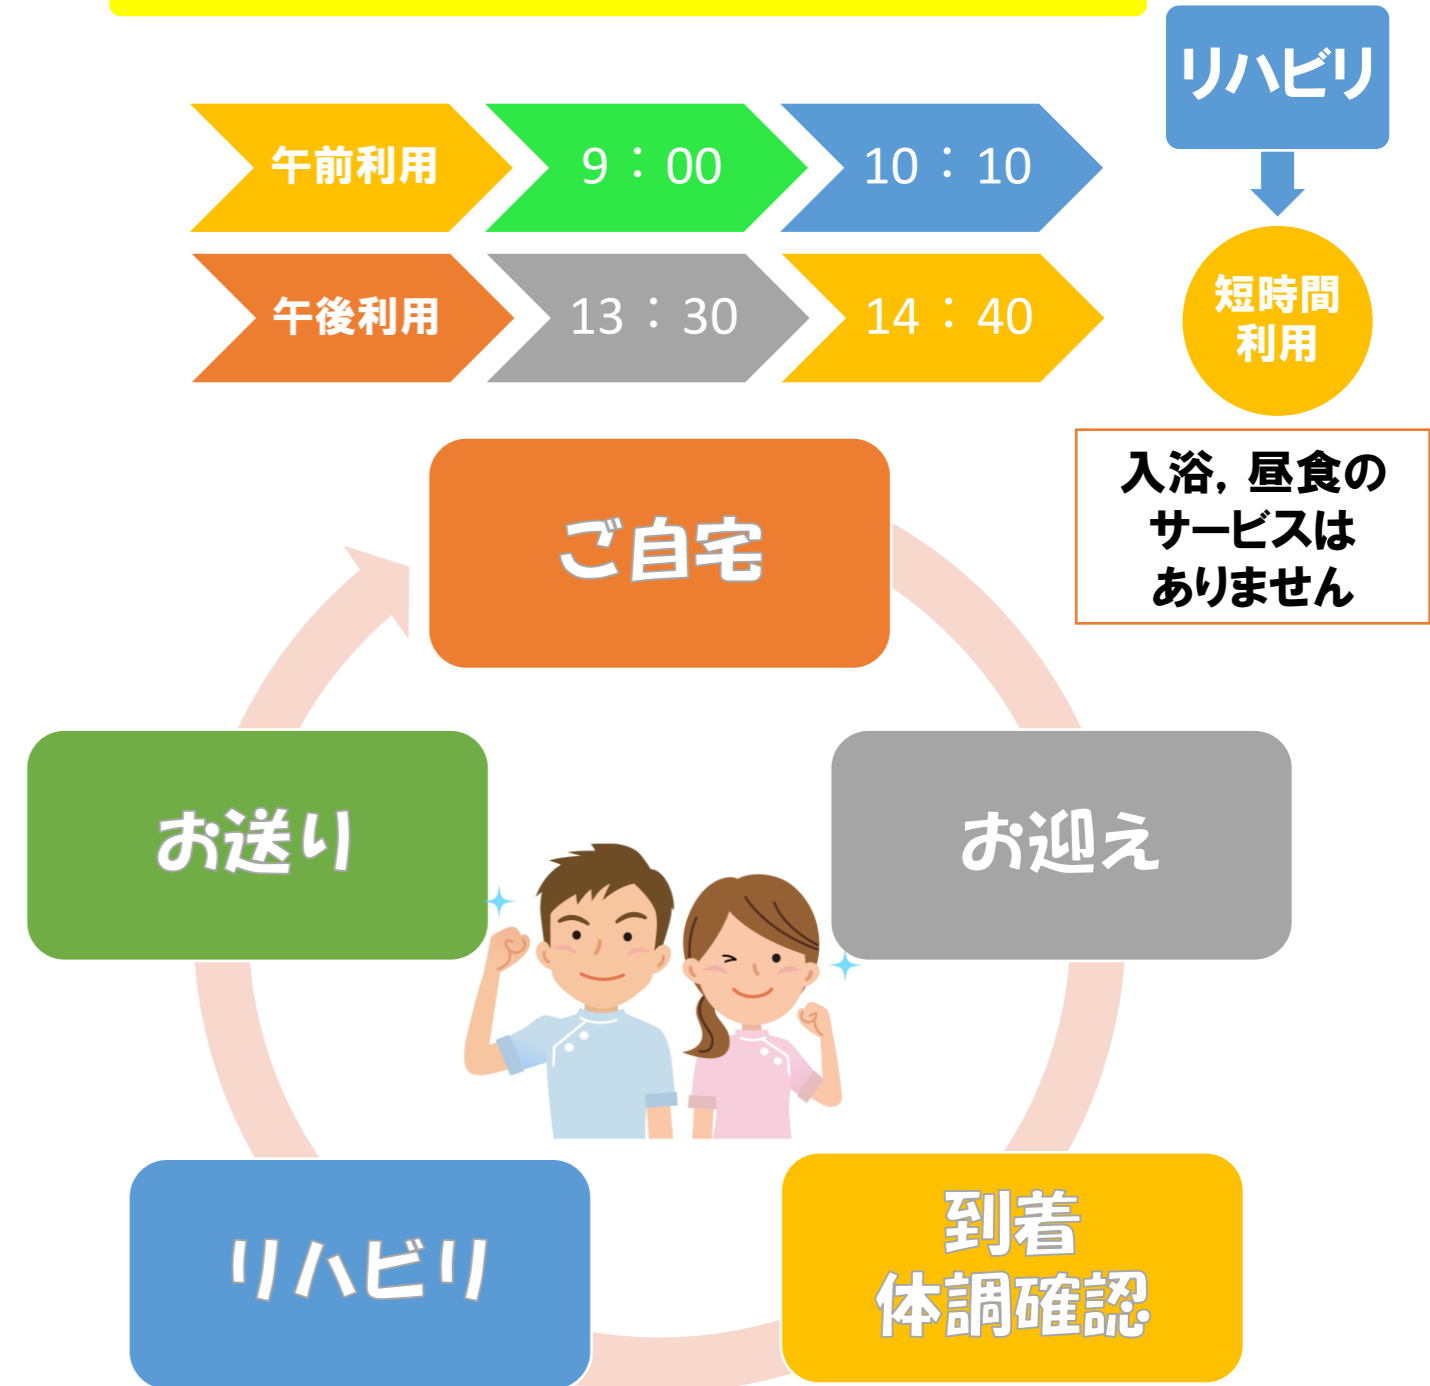 リハビリ
午前利用
9：00
10：10
午後利用
13：30
14：40
短時間
利用
入浴，昼食の
サービスは
ありません
ご自宅
お送り
お迎え
リハビリ
到着
体調確認